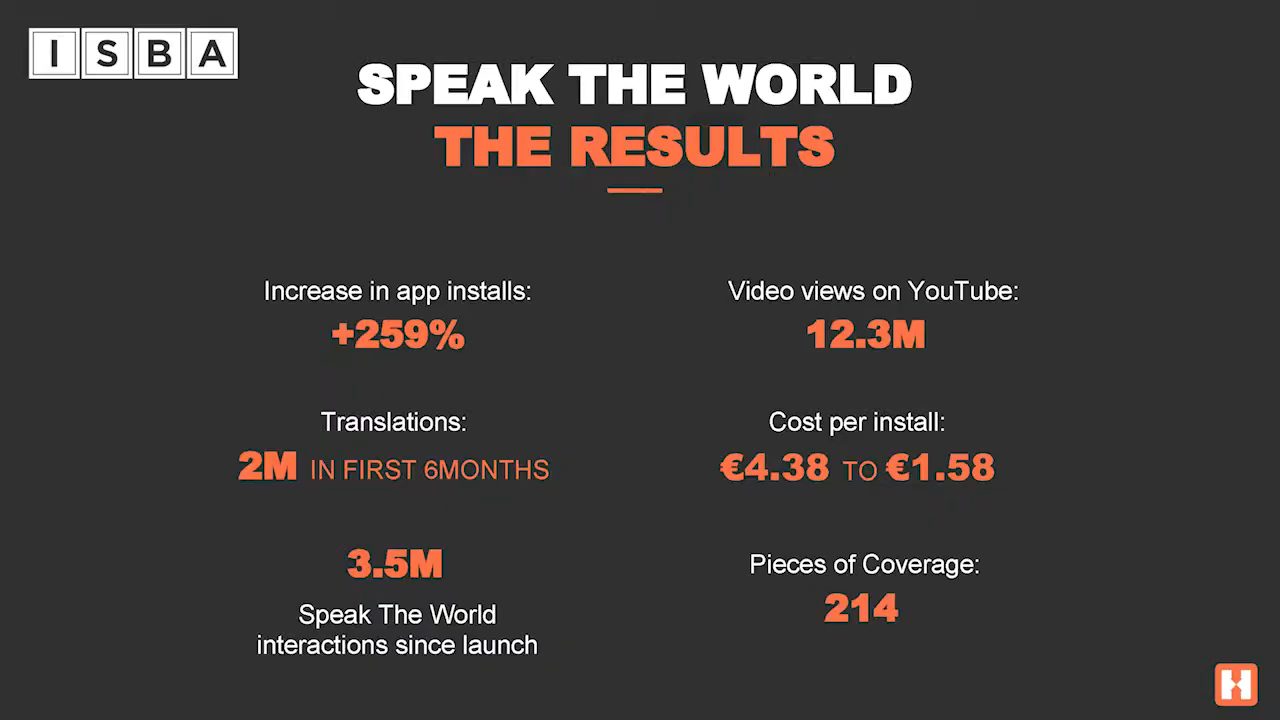 ISBA
SPEAK THE WORLD
THE RESULTS
Increase in app installs:
+259%
Video views on YouTube:
12.3M
Translations:
2M IN FIRST 6MONTHS
Cost per install:
€4.38 TO €1.58
3.5M
Speak The World
interactions since launch
Pieces of Coverage:
214
H